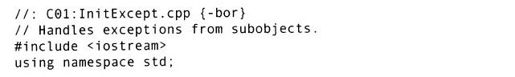 //: C01:InitExcept.cpp {-bor}
// Handles exceptions from subobjects.
#include <iostream>
using namespace std;